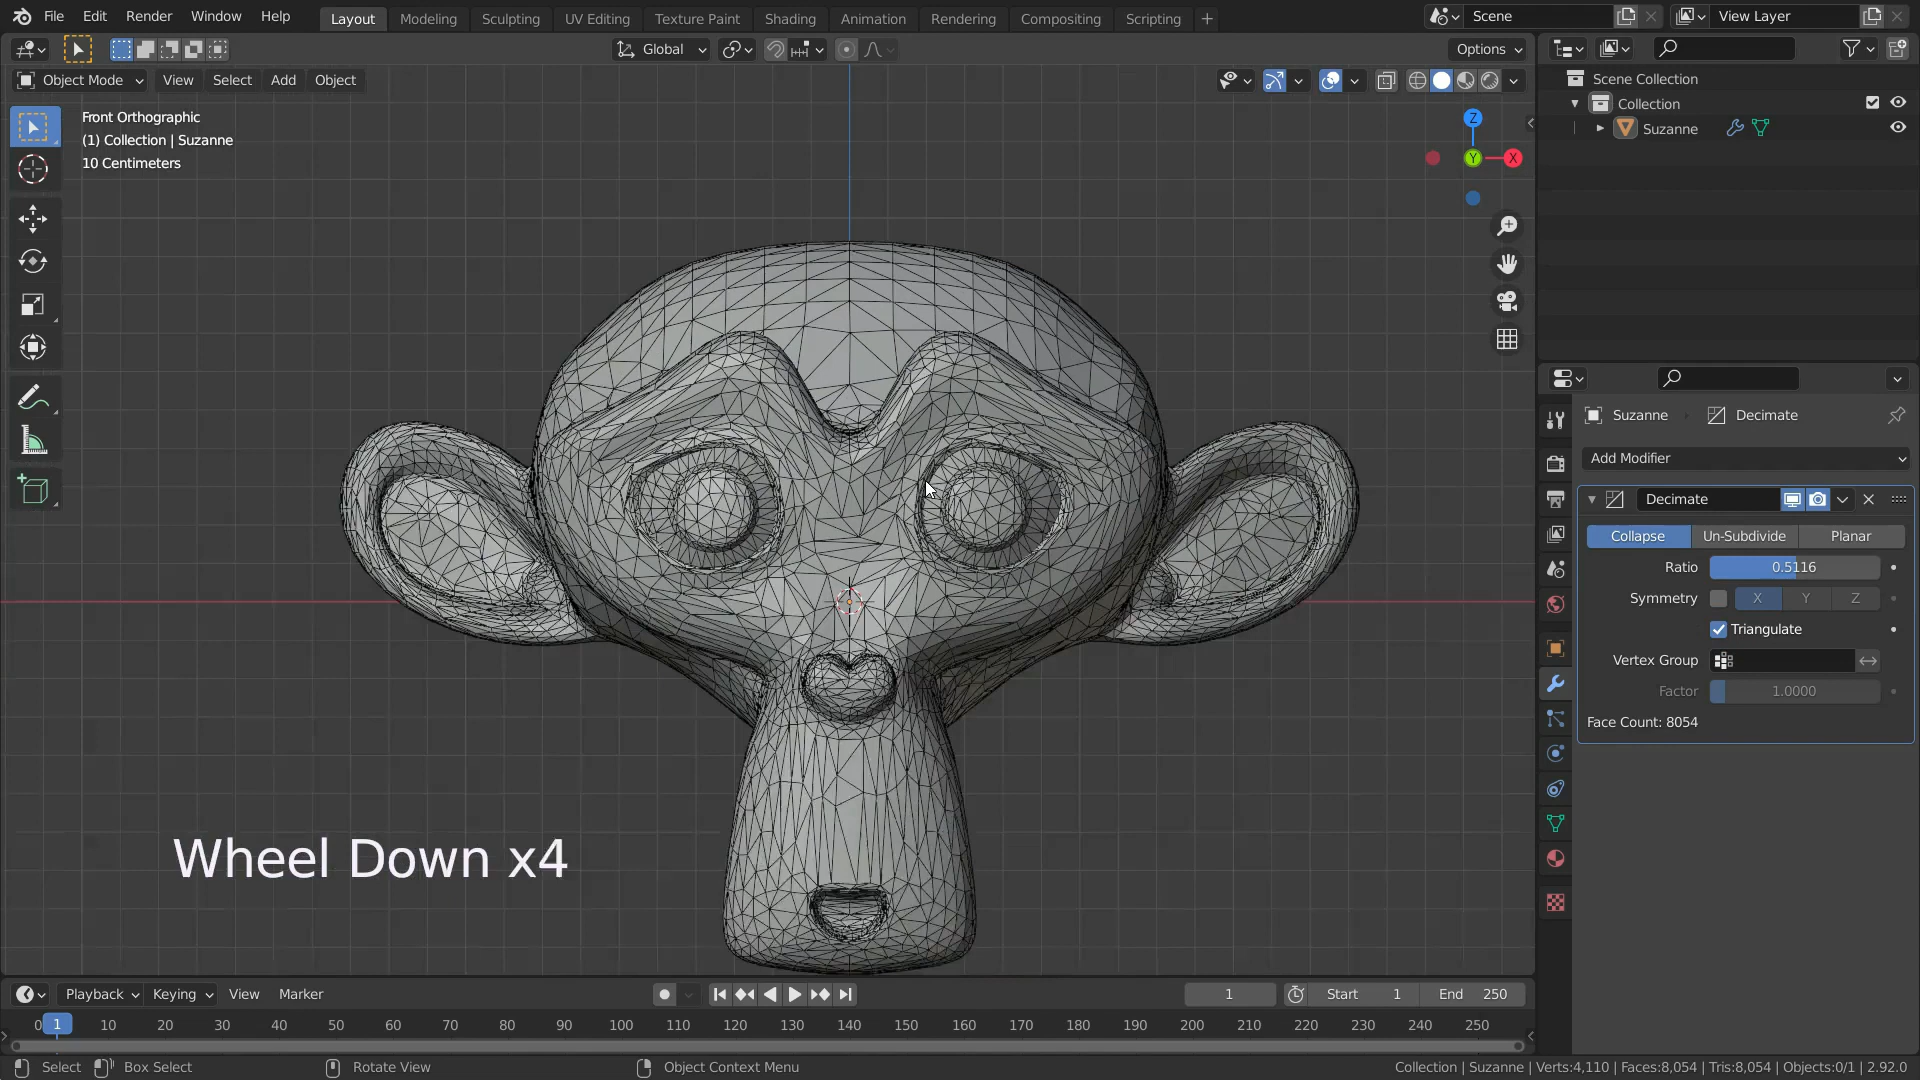 File Edit Render Window Help Layout Modeling Sculpting UV Editing Texture Paint Shading Animation Rendering Compositing Scripting + Scene View Layer
Global Options
Object Mode View Select Add Object
Front Orthographic
(1) Collection | Suzanne
10 Centimeters
Z
Y
X
Scene Collection
Collection
Suzanne
Suzanne Decimate
Add Modifier
Decimate
Collapse Un-Subdivide Planar
Ratio 0.5116
Symmetry X Y Z
Triangulate
Vertex Group
Factor 1.0000
Face Count: 8054
Wheel Down x4
Playback Keying View Marker 1 Start 1 End 250
0 1 10 20 30 40 50 60 70 80 90 100 110 120 130 140 150 160 170 180 190 200 210 220 230 240 250
Select Box Select Rotate View Object Context Menu Collection | Suzanne | Verts:4,110 | Faces:8,054 | Tris:8,054 | Objects:0/1 | 2.92.0